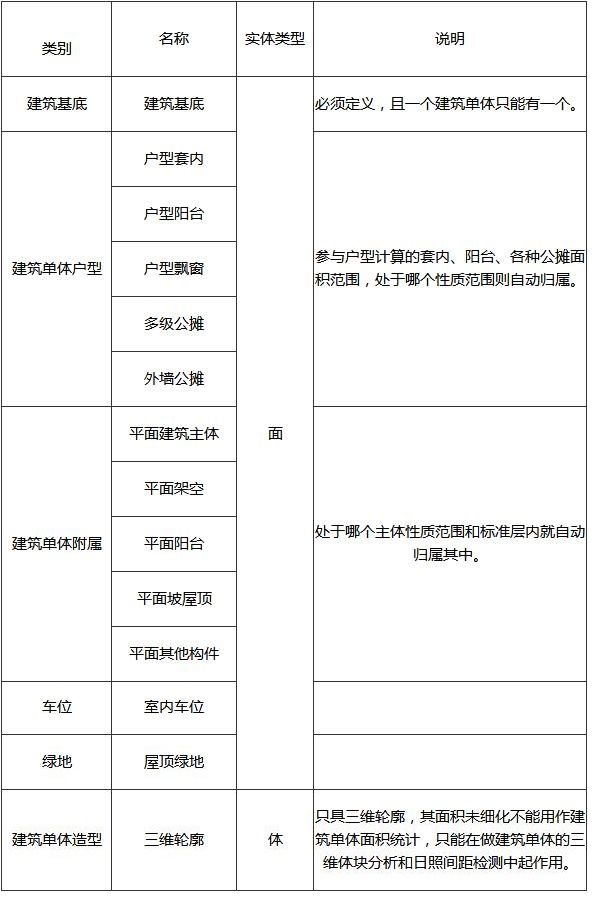 类别
名称
实体类型
说明
建筑基底
建筑基底
必须定义，且一个建筑单体只能有一个。
建筑单体户型
户型套内
户型阳台
户型飘窗
多级公摊
外墙公摊
参与户型计算的套内、阳台、各种公摊面
积范围，处于哪个性质范围则自动归属。
面
建筑单体附属
平面建筑主体
平面架空
平面阳台
平面坡屋顶
平面其他构件
处于哪个主体性质范围和标准层内就自动
归属其中。
车位
室内车位
绿地
屋顶绿地
建筑单体造型
三维轮廓
体
只具三维轮廓，其面积未细化不能用作建
筑单体面积统计，只能在做建筑单体的三
维体块分析和日照间距检测中起作用。